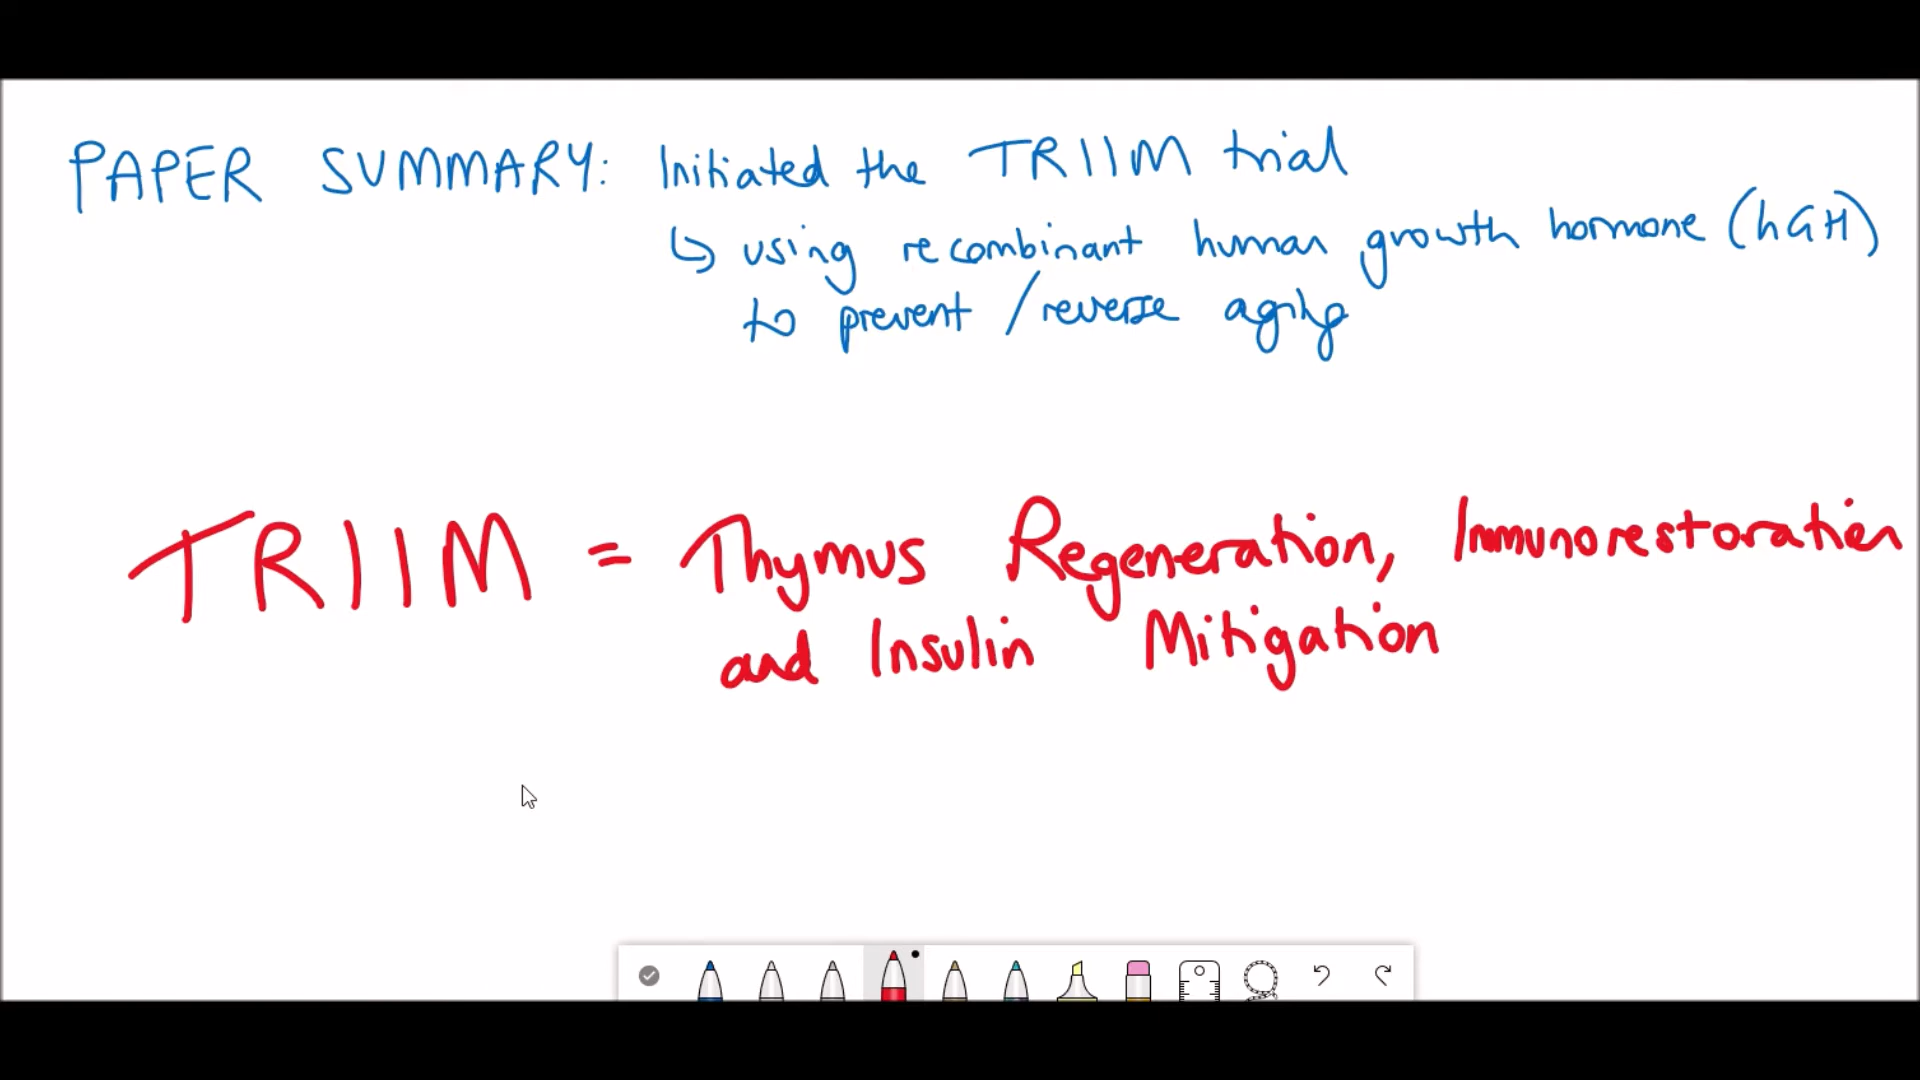 PAPER SUMMARY: Initiated the TRIIM trial
↳ using recombinant human growth hormone (hGH)
to prevent / reverse aging
TRIIM = Thymus Regeneration, Immunorestoration
and Insulin Mitigation